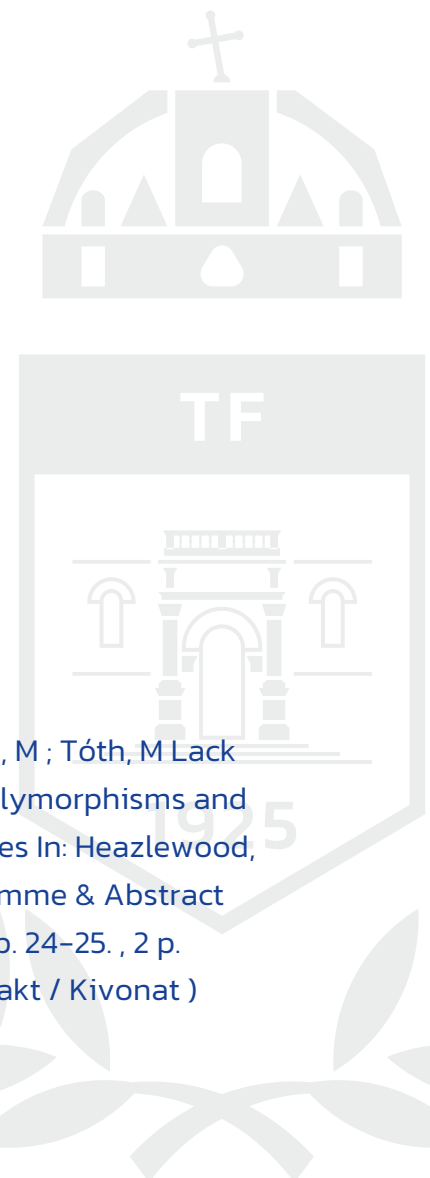 TF
, M ; Tóth, M Lack
lymorphisms and
1925
es In: Heazlewood,
mme & Abstract
p. 24-25. , 2 p.
akt / Kivonat )